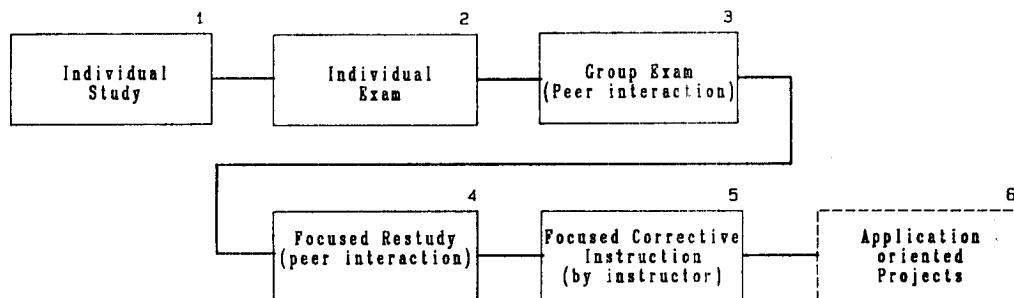 1
Individual
Study
2
Individual
Exam
3
Group Exam
(Peer interaction)
4
Focused Restudy
(peer interaction)
5
Focused Corrective
Instruction
(by instructor)
6
Application
oriented
Projects